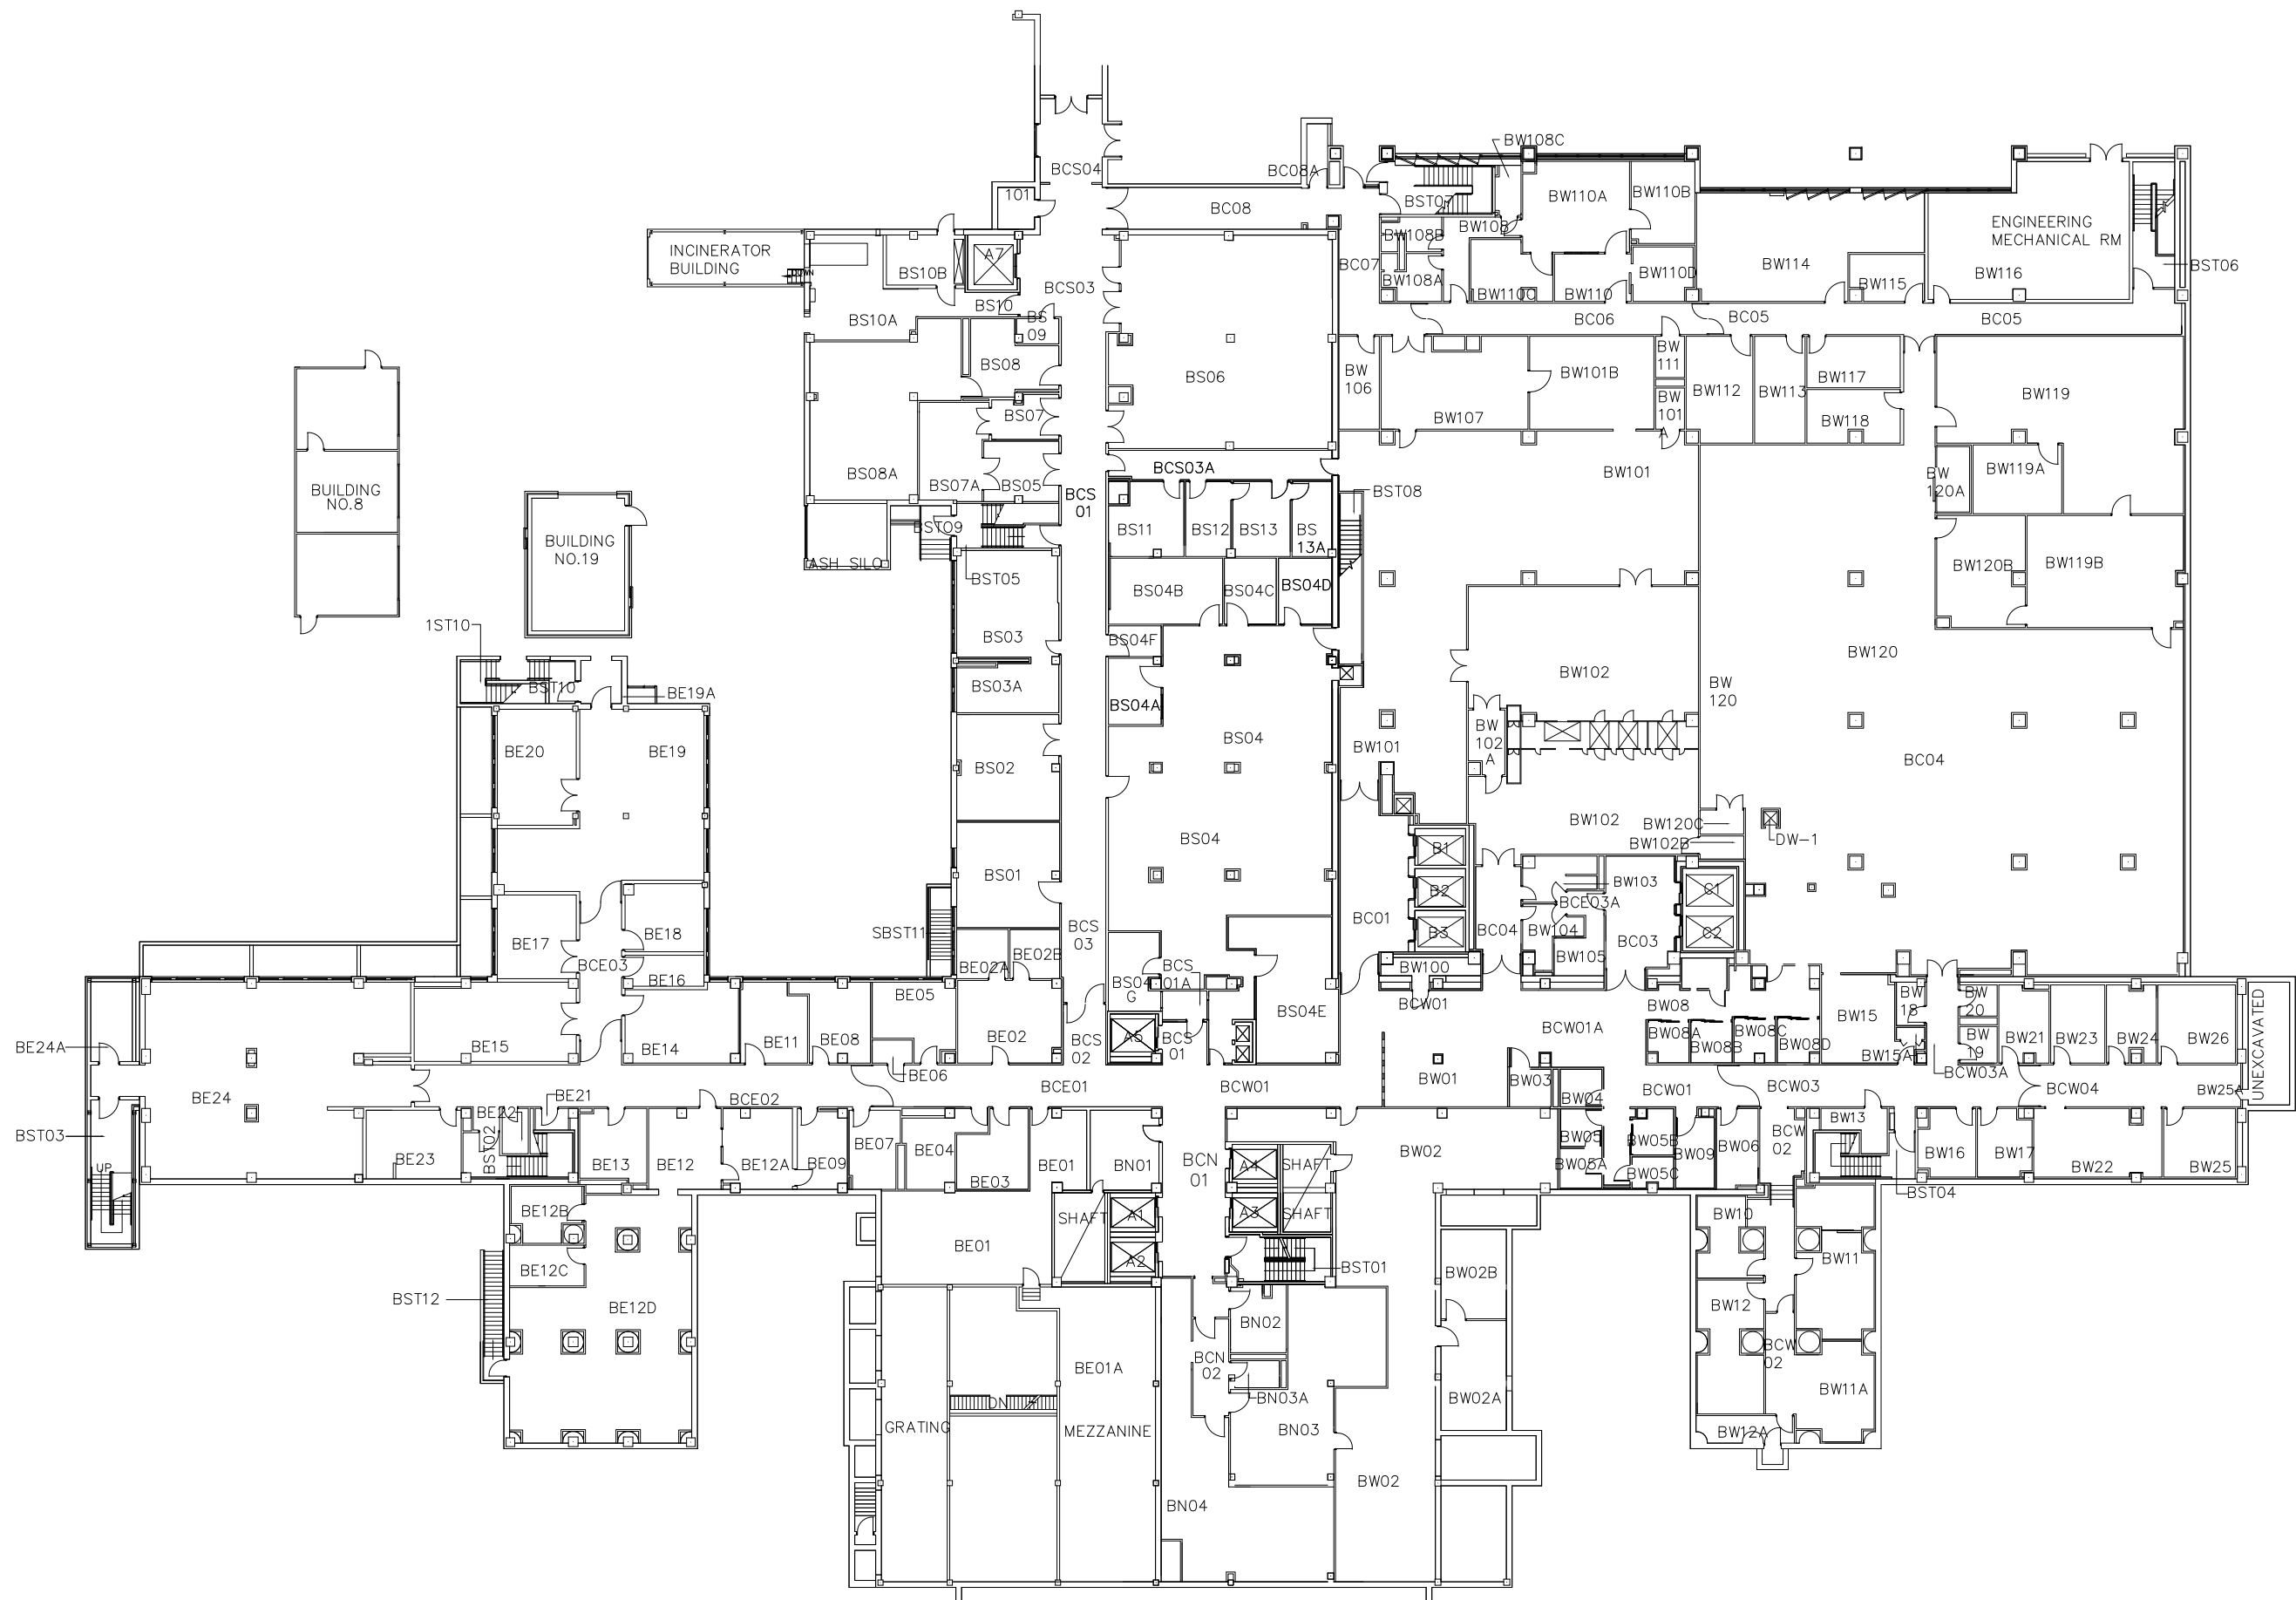 BW108C
BCS04
BC08A
101
BC08
BST07
BW110A
BW110B
ENGINEERING
MECHANICAL RM
INCINERATOR
BUILDING
DOWN
A7
BW108B
BW108
BS10B
BC07
BW108A
BW110C
BW110
BW110D
BW114
BW115
BW116
BST06
BCS03
BS10
BS10A
BS
09
BC06
BC05
BC05
BS08
BS06
BW
106
BW101B
BW
111
BW117
BW119
BS07
BW107
BW
101
A
BW112
BW113
BW118
BS08A
BS07A
BS05
BCS03A
BW101
BW
120A
BW119A
BUILDING
NO.8
BCS
01
BST08
BST09
BS11
BS12
BS13
BS
13A
BUILDING
NO.19
ASH SILO
BST05
BS04B
BS04C
BS04D
BW120B
BW119B
1ST10
BS03
BS04F
BW120
BST10
BE19A
BS03A
BS04A
BW102
BW
120
BE20
BE19
BS02
BS04
BW101
BW
102
A
BC04
BS04
BW102
BW120C
BW102B
DW-1
B1
BS01
B2
BW103
C1
BCE03A
BE17
BE18
SBST11
BCS
03
BC01
B3
BC04
BW104
BC03
C2
BE02A
BE02B
BCE03
BE16
BS04
G
BCS
01A
BW100
BW105
BE05
BCW01
BW08
BW
18
BW
20
UNEXCAVATED
BS04E
BCW01A
BE24A
BE15
BE14
BE11
BE08
BE02
BCS
02
A5
BCS
01
BW08A
BW08B
BW08C
BW08D
BW15
BW15A
BW
19
BW21
BW23
BW24
BW26
BE06
BCW03A
BE24
BE21
BCE02
BCE01
BCW01
BW01
BW03
BW04
BCW01
BCW03
BCW04
BW25A
BE22
BST03
BST02
BE23
BE13
BE12
BE12A
BE09
BE07
BE04
BE03
BE01
BN01
BCN
01
A4
SHAFT
BW02
BW05
BW05A
BW05B
BW05C
BW09
BW06
BCW
02
BW13
BW16
BW17
BW22
BW25
UP
BST04
BE12B
SHAFT
A1
A3
SHAFT
BW10
BE01
A2
BST01
BW11
BE12C
BW02B
BST12
BE12D
BW12
BN02
BCW
02
BE01A
BCN
02
BN03A
BW02A
BW11A
DN
GRATING
MEZZANINE
BN03
BW12A
BW02
BN04